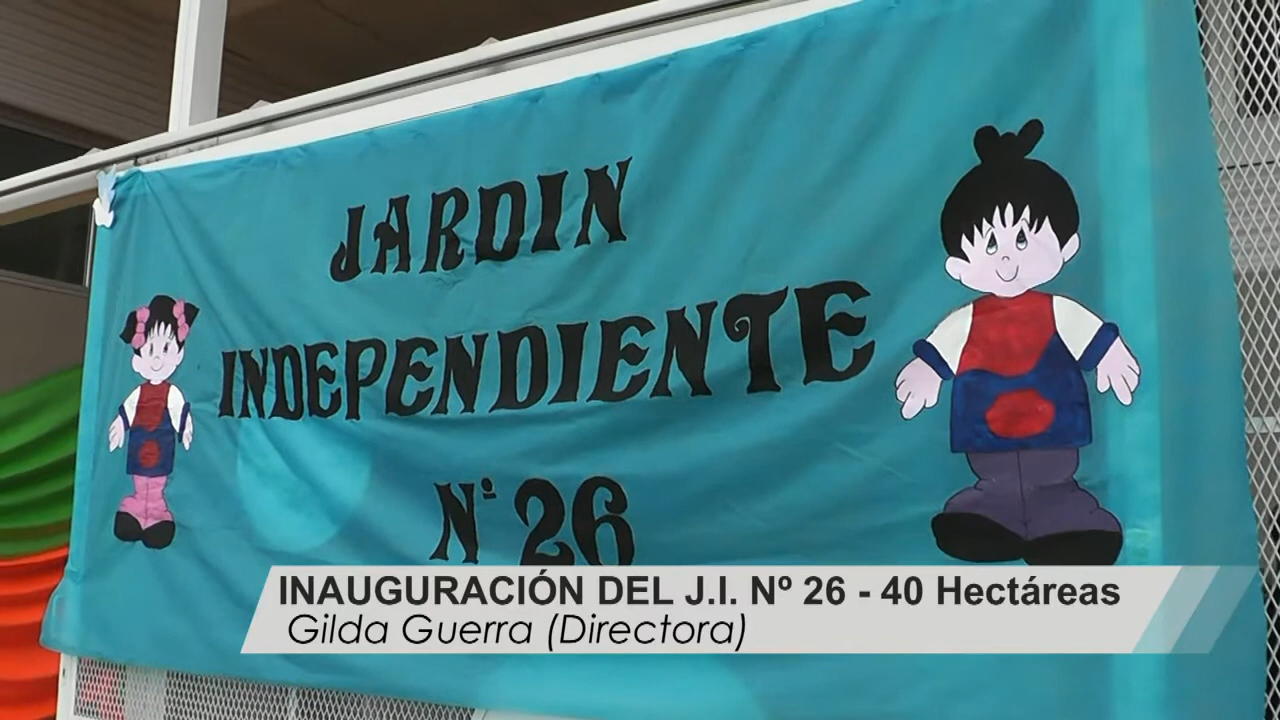 JARDIN
INDEPENDIENTE
Nº 26
INAUGURACIÓN DEL J.I. Nº 26 - 40 Hectáreas
Gilda Guerra (Directora)